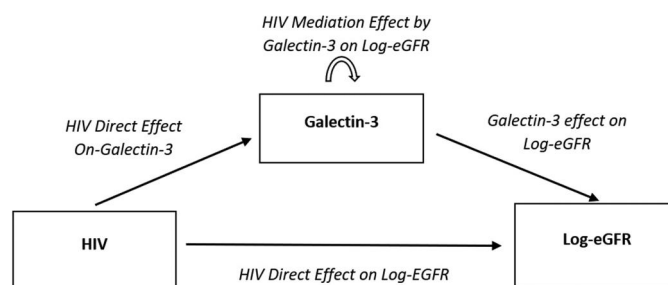 HIV Mediation Effect by
Galectin-3 on Log-eGFR
Galectin-3
HIV Direct Effect
On-Galectin-3
Galectin-3 effect on
Log-eGFR
HIV
Log-eGFR
HIV Direct Effect on Log-EGFR